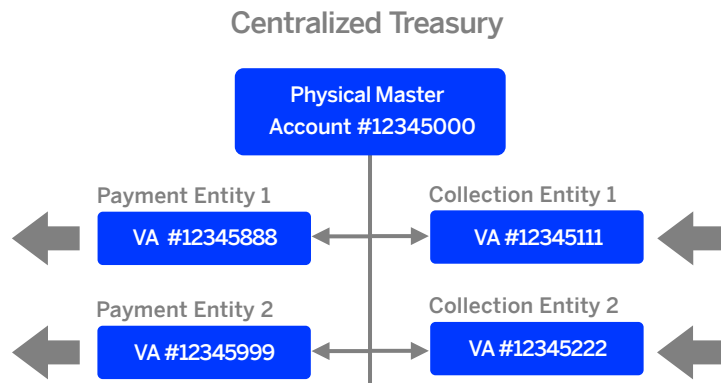 Centralized Treasury
Physical Master
Account #12345000
Payment Entity 1
Collection Entity 1
VA #12345888
VA #12345111
Payment Entity 2
Collection Entity 2
VA #12345999
VA #12345222